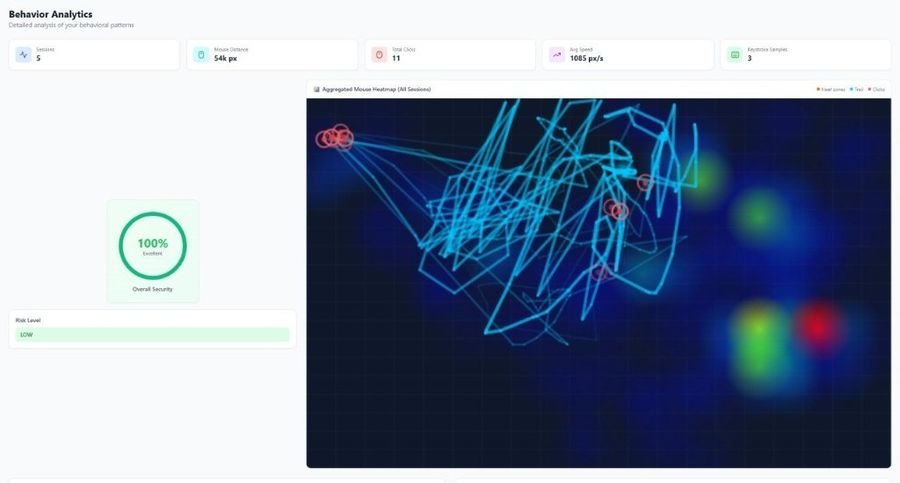 Behavior Analytics
Detailed analysis of your behavioral patterns
Sessions
5
Mouse Distance
54k px
Total Clicks
11
Avg Speed
1085 px/s
Keystroke Samples
3
Aggregated Mouse Heatmap (All Sessions)
Heat zones
Trail
Clicks
100%
Excellent
Overall Security
Risk Level
LOW